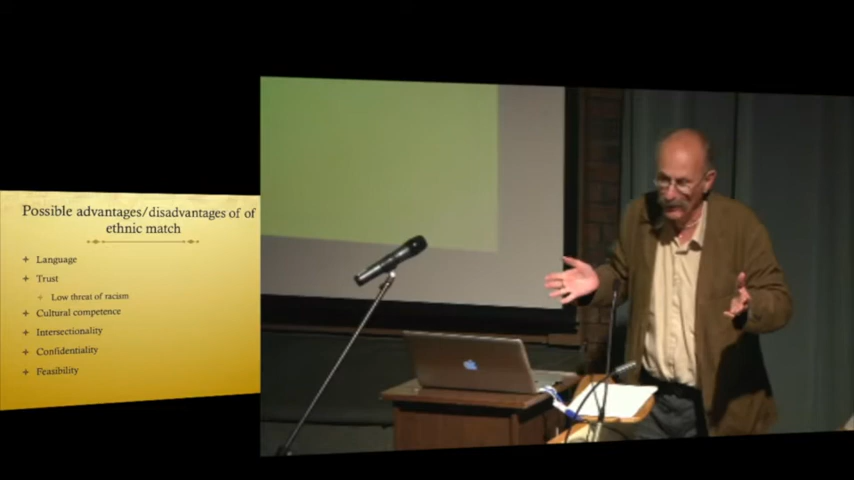 Possible advantages/disadvantages of of
ethnic match
Language
Trust
Low threat of racism
Cultural competence
Intersectionality
Confidentiality
Feasibility